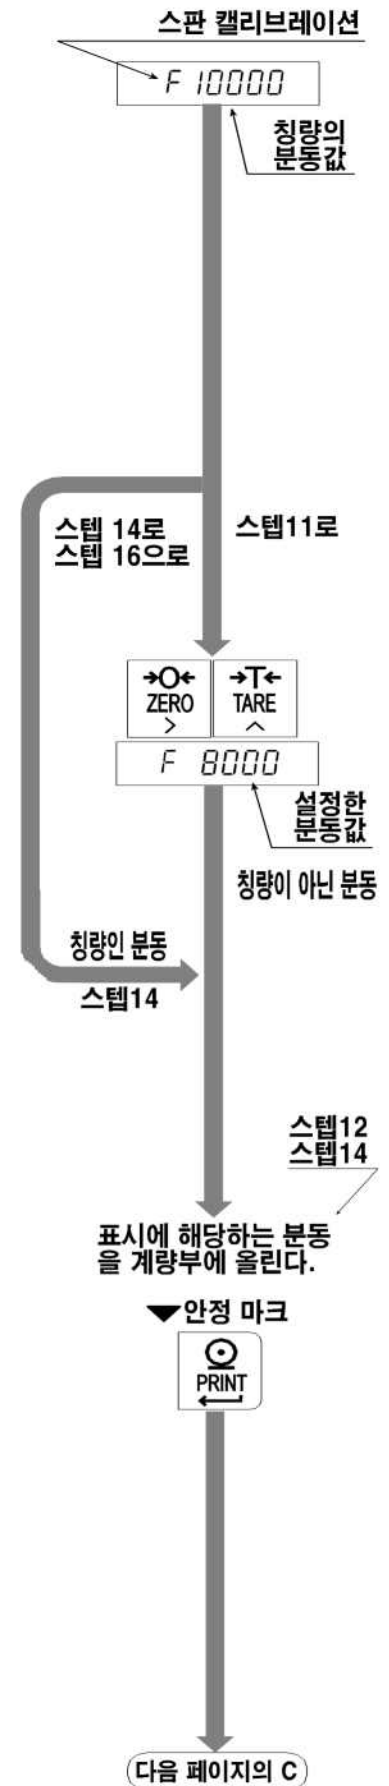 스판 캘리브레이션
F 10000
칭량의
분동값
스텝 14로
스텝 16으로
스텝11로
→O←
ZERO
>
→T←
TARE
^
F 8000
설정한
분동값
칭량이 아닌 분동
칭량인 분동
스텝14
스텝12
스텝14
표시에 해당하는 분동
을 계량부에 올린다.
▼안정 마크
PRINT
다음 페이지의 C